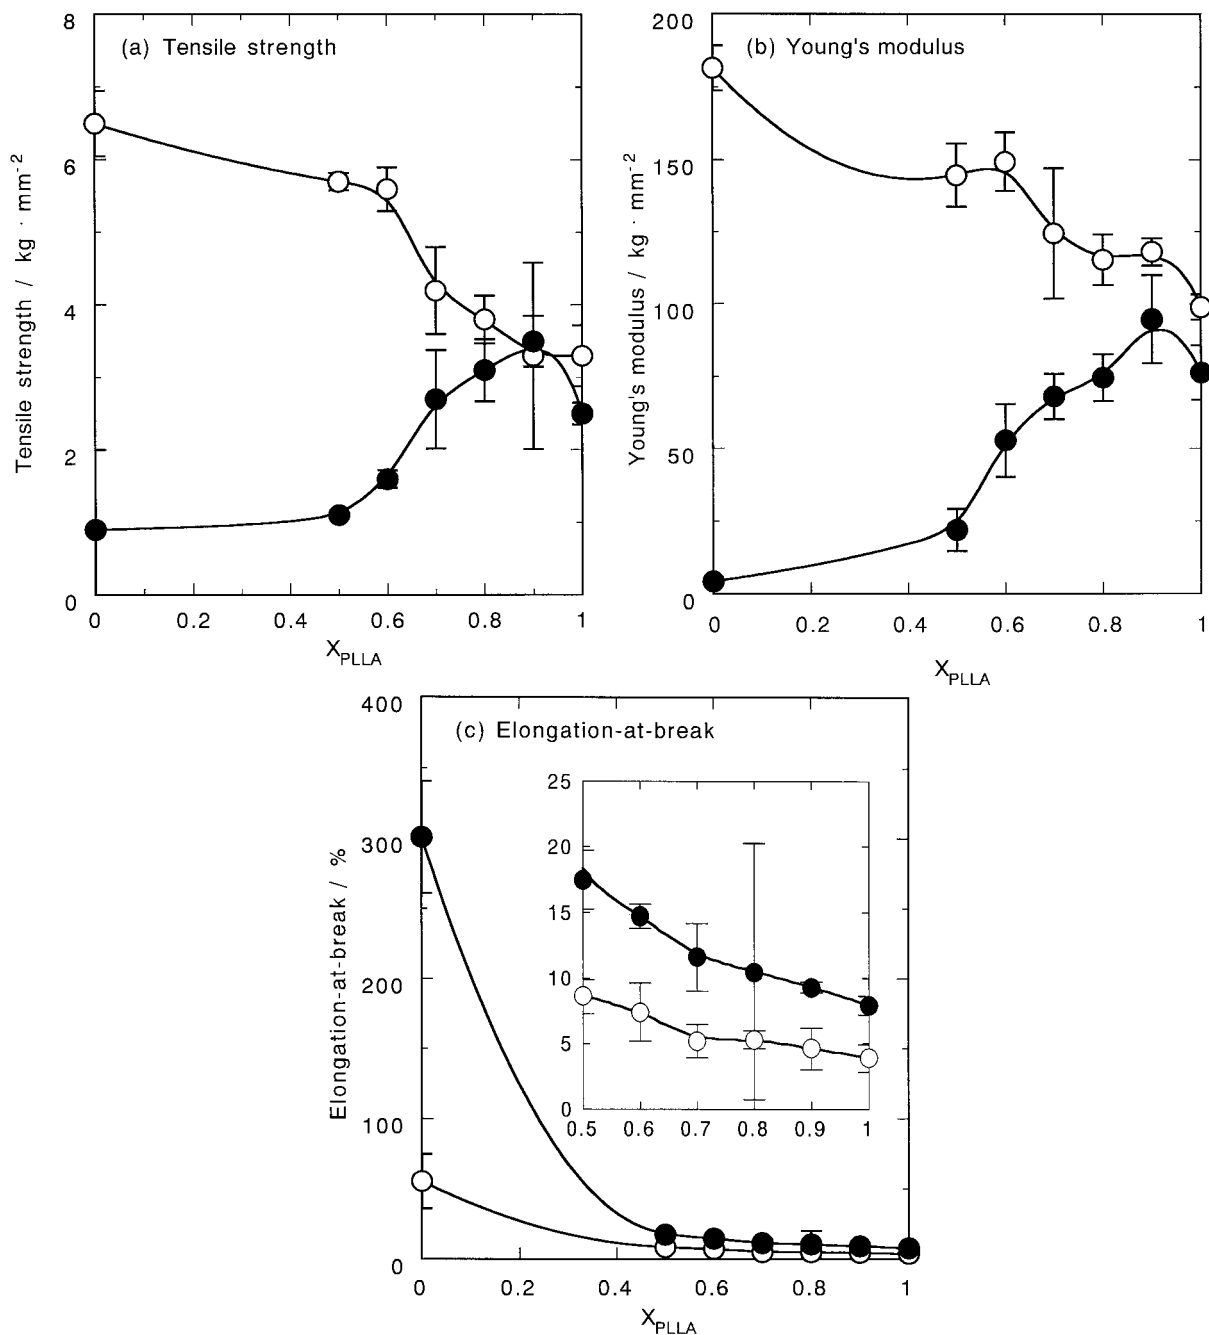 (a) Tensile strength
Tensile strength / kg · mm-2
8
6
4
2
0
0 0.2 0.4 0.6 0.8 1
XPLLA
(b) Young's modulus
Young's modulus / kg · mm-2
200
150
100
50
0
0 0.2 0.4 0.6 0.8 1
XPLLA
(c) Elongation-at-break
Elongation-at-break / %
400
300
200
100
0
0 0.2 0.4 0.6 0.8 1
XPLLA
25
20
15
10
5
0
0.5 0.6 0.7 0.8 0.9 1